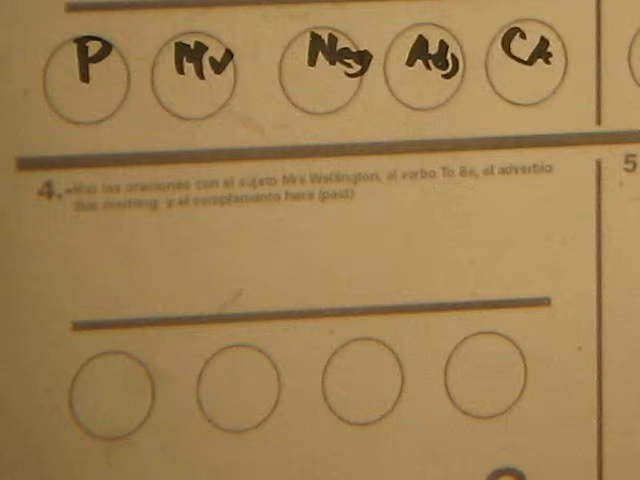 P Mv Neg Adj CA
4. Haz las oraciones con el sujeto Mrs Wellington, el verbo To Be, el adverbio
this morning y el complemento here (past)
5